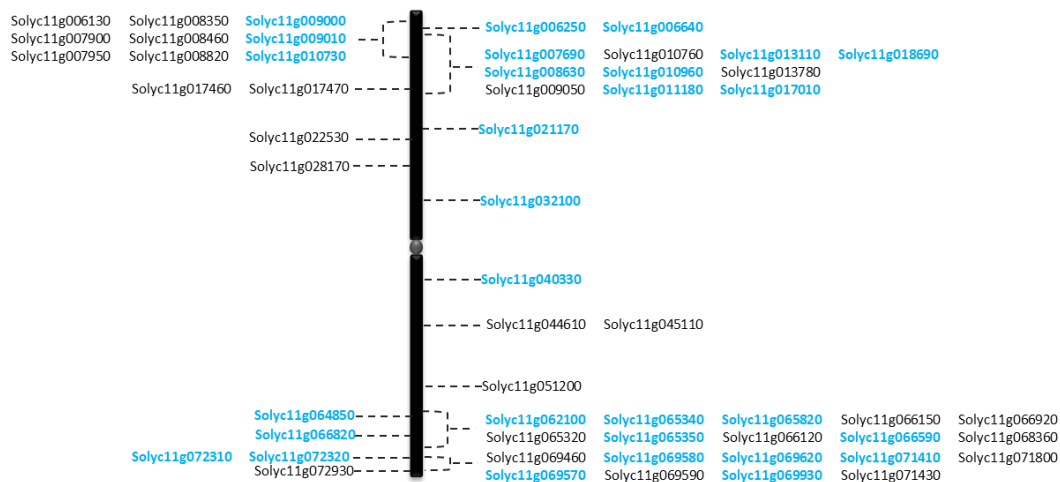 Solyc11g006130 Solyc11g008350 Solyc11g009000
Solyc11g007900 Solyc11g008460 Solyc11g009010
Solyc11g007950 Solyc11g008820 Solyc11g010730
Solyc11g017460 Solyc11g017470
Solyc11g022530
Solyc11g028170
Solyc11g064850
Solyc11g066820
Solyc11g072310 Solyc11g072320
Solyc11g072930
Solyc11g006250 Solyc11g006640
Solyc11g007690 Solyc11g010760 Solyc11g013110 Solyc11g018690
Solyc11g008630 Solyc11g010960 Solyc11g013780
Solyc11g009050 Solyc11g011180 Solyc11g017010
Solyc11g021170
Solyc11g032100
Solyc11g040330
Solyc11g044610 Solyc11g045110
Solyc11g051200
Solyc11g062100 Solyc11g065340 Solyc11g065820 Solyc11g066150 Solyc11g066920
Solyc11g065320 Solyc11g065350 Solyc11g066120 Solyc11g066590 Solyc11g068360
Solyc11g069460 Solyc11g069580 Solyc11g069620 Solyc11g071410 Solyc11g071800
Solyc11g069570 Solyc11g069590 Solyc11g069930 Solyc11g071430